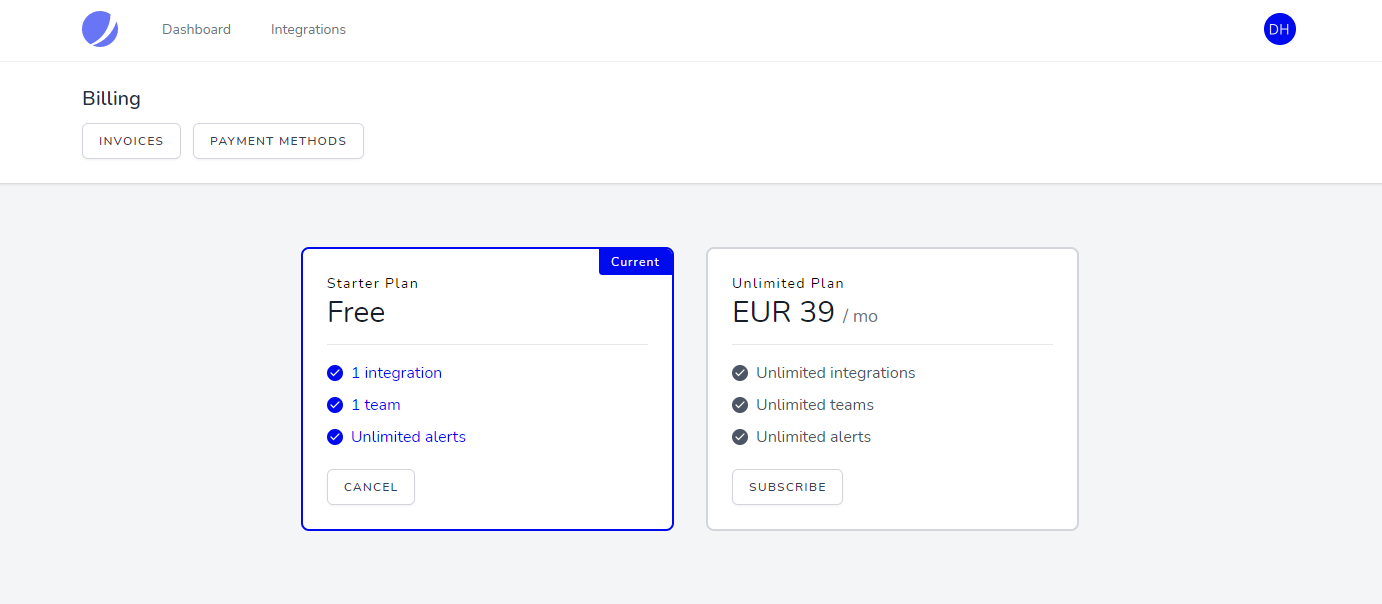 Dashboard Integrations DH
Billing
INVOICES PAYMENT METHODS
Current
Starter Plan
Free
1 integration
1 team
Unlimited alerts
CANCEL
Unlimited Plan
EUR 39 / mo
Unlimited integrations
Unlimited teams
Unlimited alerts
SUBSCRIBE